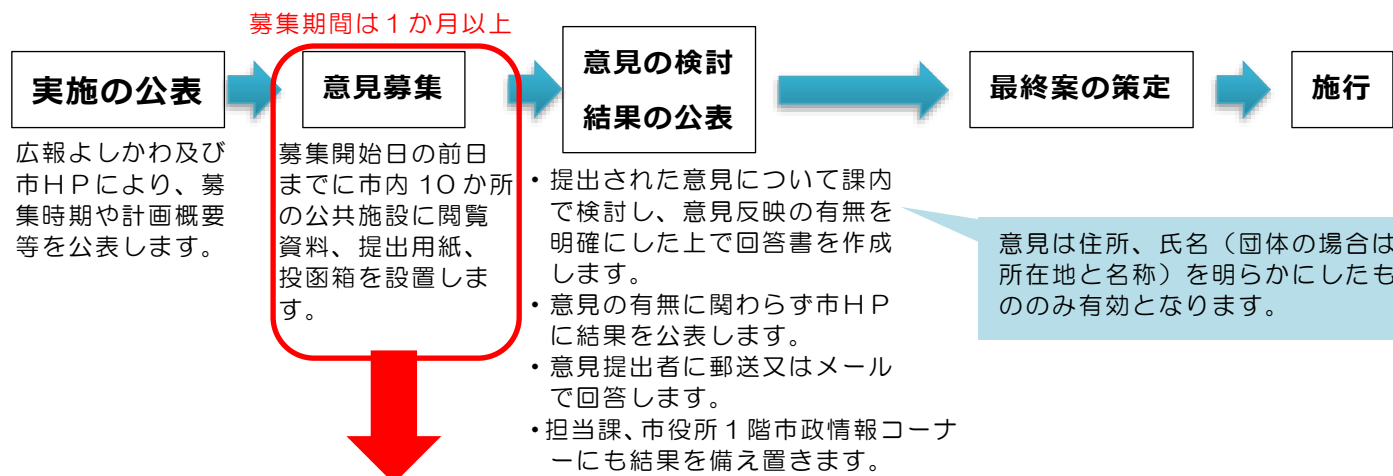 募集期間は１か月以上
実施の公表
広報よしかわ及び
市ＨＰにより、募
集時期や計画概要
等を公表します。
意見募集
募集開始日の前日
までに市内 10 か所
の公共施設に閲覧
資料、提出用紙、
投函箱を設置しま
す。
意見の検討
結果の公表
・提出された意見について課内
で検討し、意見反映の有無を
明確にした上で回答書を作成
します。
・意見の有無に関わらず市ＨＰ
に結果を公表します。
・意見提出者に郵送又はメール
で回答します。
・担当課、市役所１階市政情報コーナ
ーにも結果を備え置きます。
最終案の策定
意見は住所、氏名（団体の場合は
所在地と名称）を明らかにしたも
ののみ有効となります。
施行